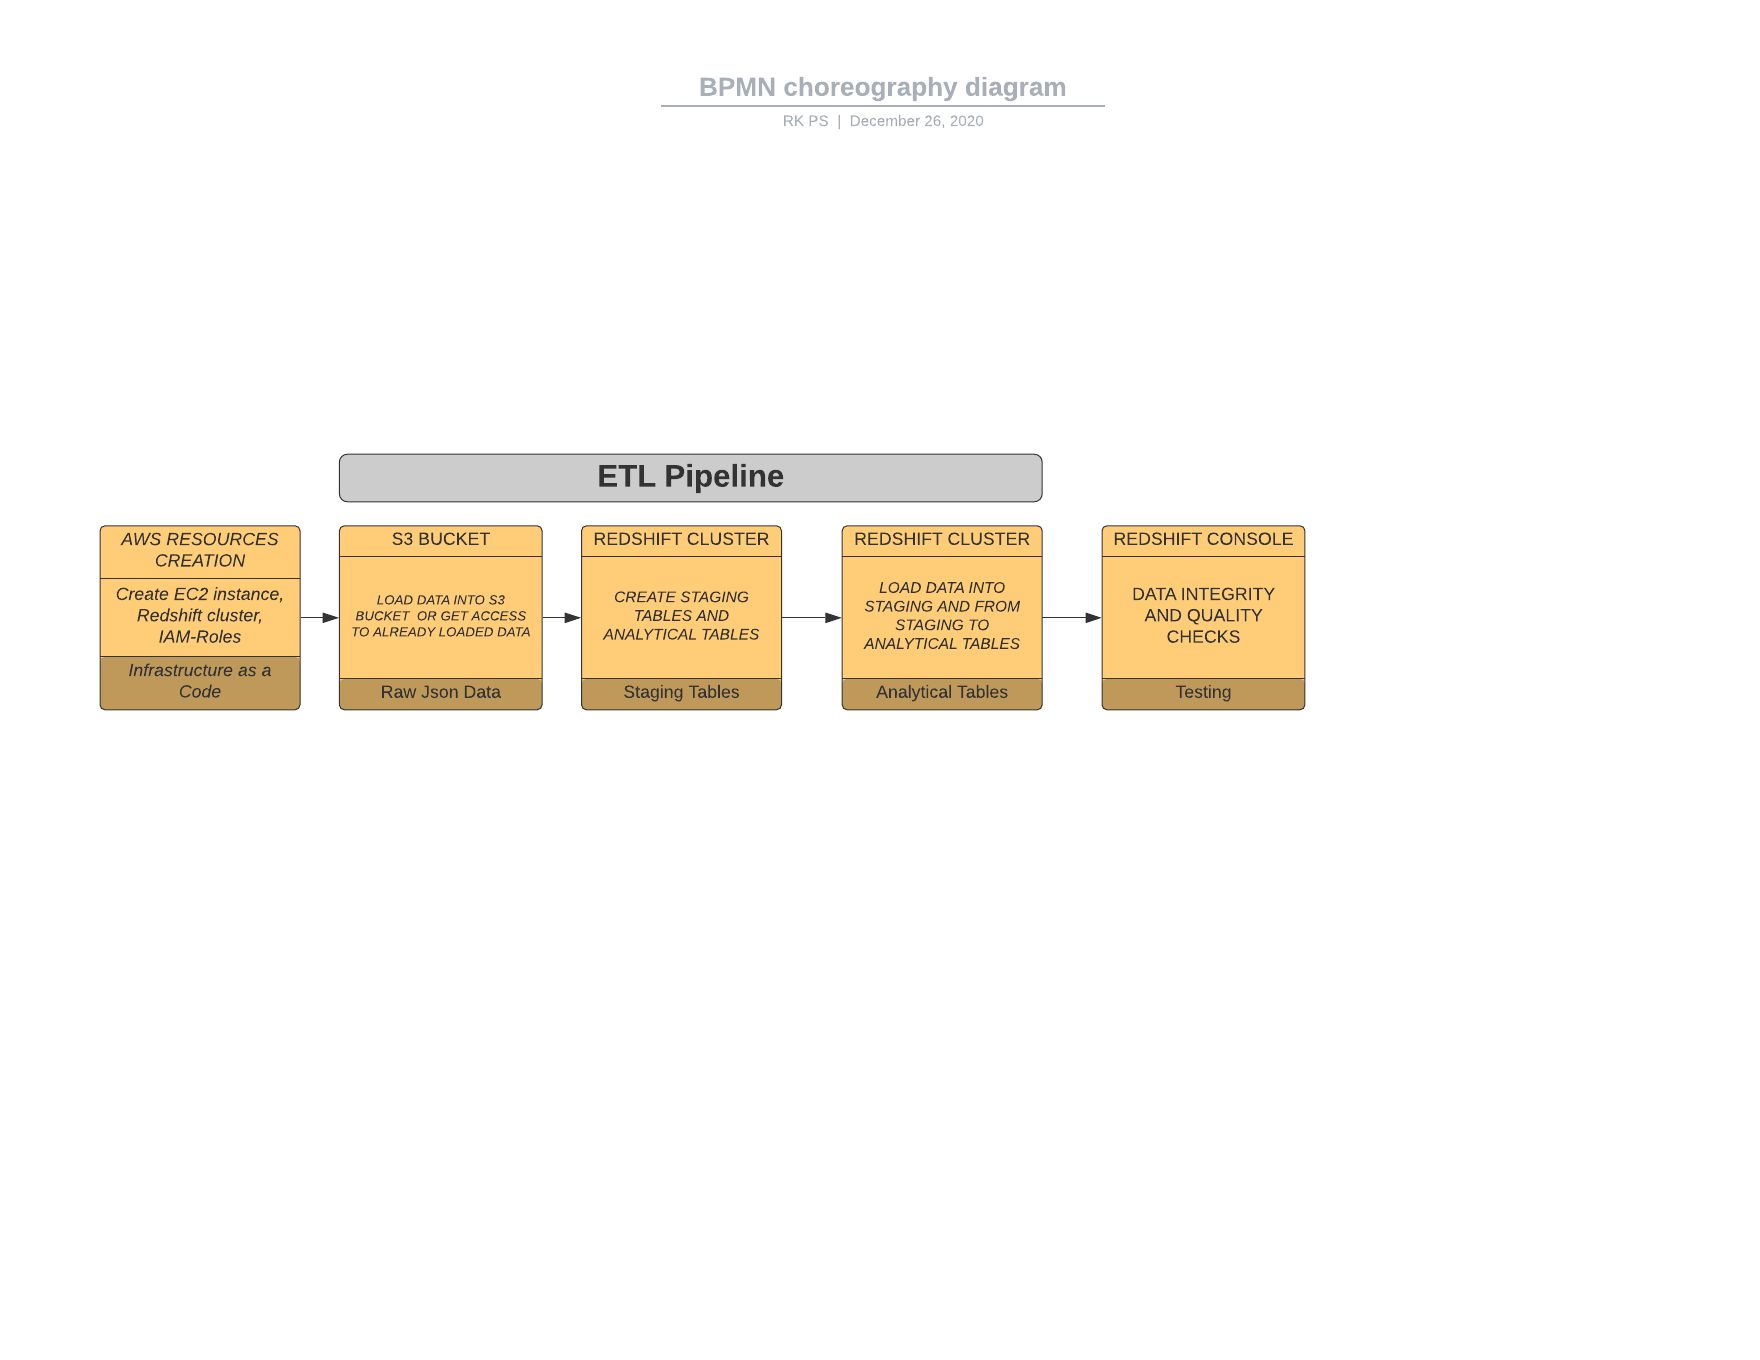 BPMN choreography diagram
RK PS | December 26, 2020
ETL Pipeline
AWS RESOURCES
CREATION
Create EC2 instance,
Redshift cluster,
IAM-Roles
Infrastructure as a
Code
S3 BUCKET
LOAD DATA INTO S3
BUCKET  OR GET ACCESS
TO ALREADY LOADED DATA
Raw Json Data
REDSHIFT CLUSTER
CREATE STAGING
TABLES AND
ANALYTICAL TABLES
Staging Tables
REDSHIFT CLUSTER
LOAD DATA INTO
STAGING AND FROM
STAGING TO
ANALYTICAL TABLES
Analytical Tables
REDSHIFT CONSOLE
DATA INTEGRITY
AND QUALITY
CHECKS
Testing